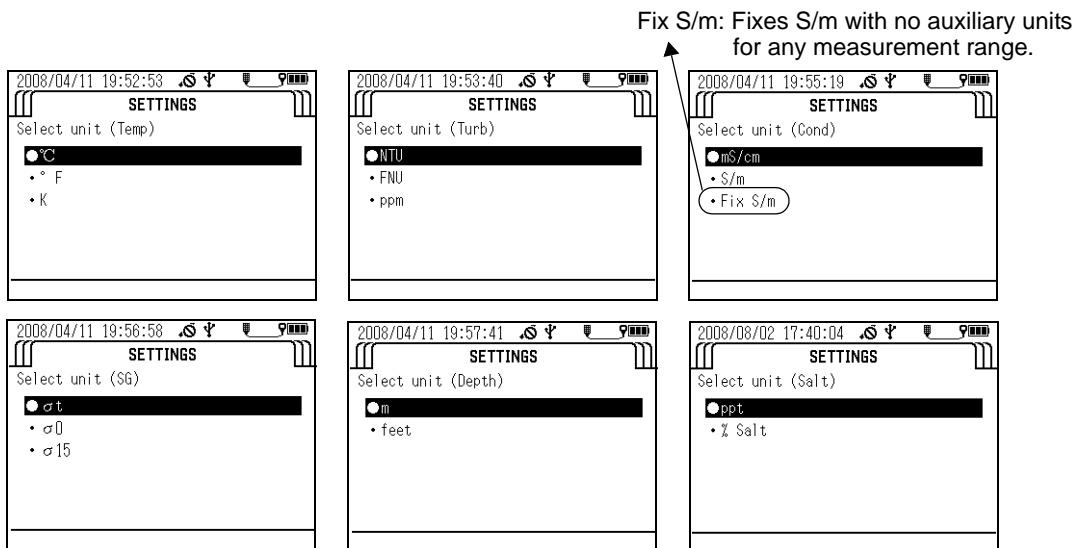 Fix S/m: Fixes S/m with no auxiliary units
for any measurement range.
2008/04/11 19:52:53
SETTINGS
Select unit (Temp)
●℃
•° F
•K
2008/04/11 19:53:40
SETTINGS
Select unit (Turb)
●NTU
•FNU
•ppm
2008/04/11 19:55:19
SETTINGS
Select unit (Cond)
●mS/cm
•S/m
•Fix S/m
2008/04/11 19:56:58
SETTINGS
Select unit (SG)
●σt
•σ0
•σ15
2008/04/11 19:57:41
SETTINGS
Select unit (Depth)
●m
•feet
2008/08/02 17:40:04
SETTINGS
Select unit (Salt)
●ppt
•% Salt